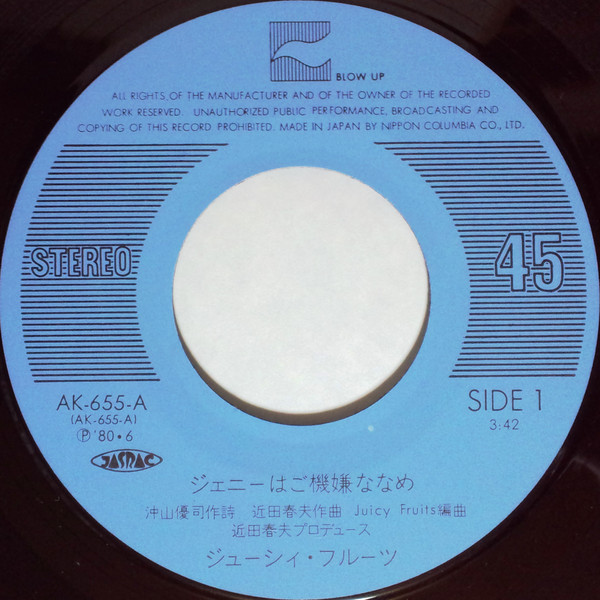 BLOW UP
ALL RIGHTS, OF THE MANUFACTURER AND OF THE OWNER OF THE RECORDED
WORK RESERVED. UNAUTHORIZED PUBLIC PERFORMANCE, BROADCASTING AND
COPYING OF THIS RECORD PROHIBITED. MADE IN JAPAN BY NIPPON COLUMBIA CO., LTD.
STEREO
45
AK-655-A
(AK-655-A)
Ⓟ'80・6
JASRAC
SIDE 1
3:42
ジェニーはご機嫌ななめ
沖山優司作詩 近田春夫作曲 Juicy Fruits編曲
近田春夫プロデュース
ジューシィ・フルーツ